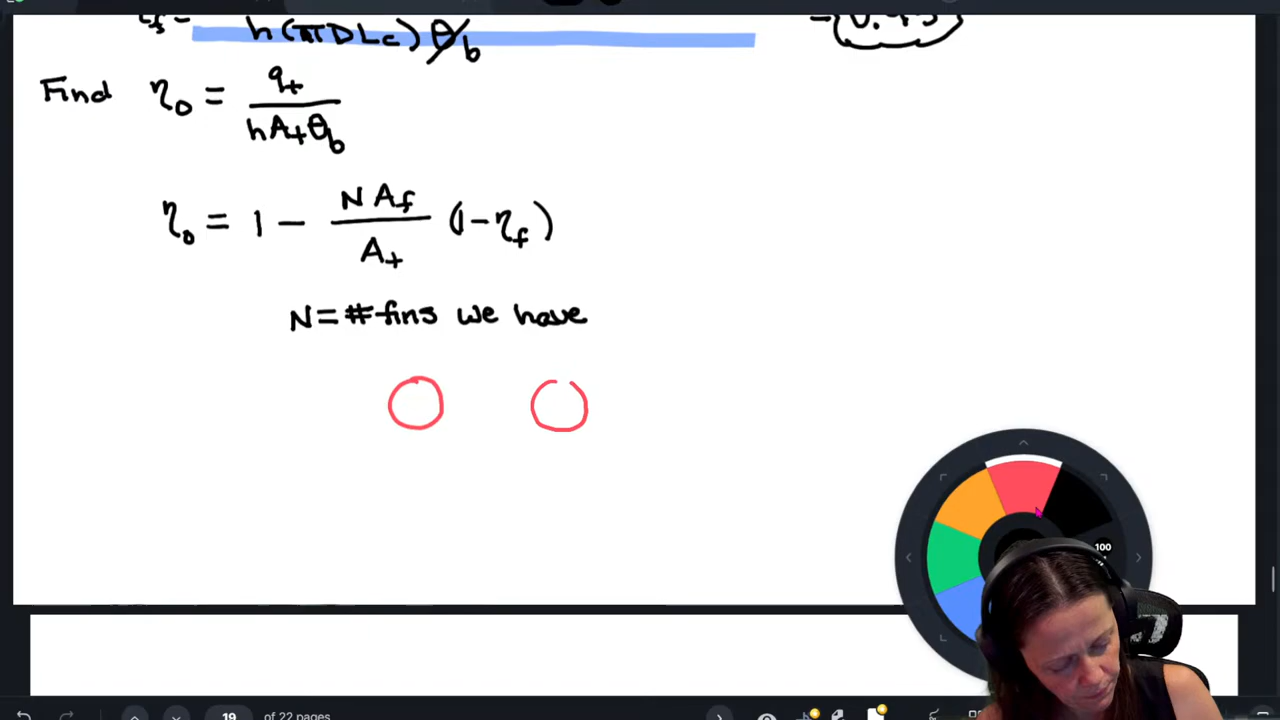 h(πDLc)θb
Find η₀ = qt / hAtθb
η₀ = 1 - NAf / At (1-ηf)
N = # fins we have
100
19 of 22 pages